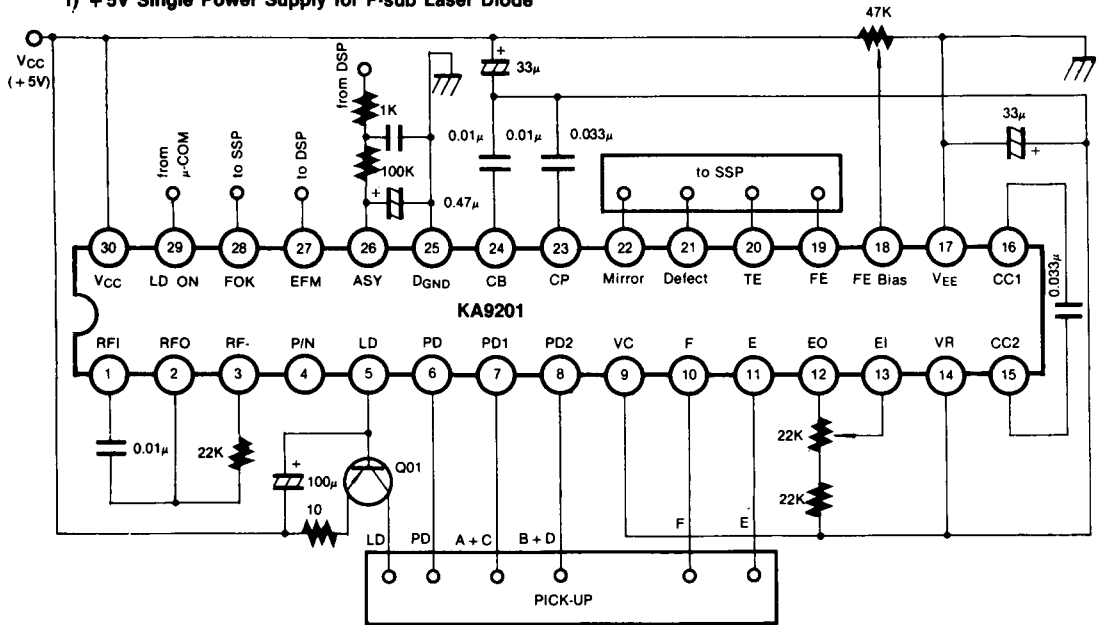 i) +5V Single Power Supply for P-sub Laser Diode
47K
VCC
(+5V)
from DSP
33μ
1K
33μ
0.01μ
0.01μ
0.033μ
from
μ-COM
to SSP
to DSP
100K
to SSP
0.47μ
30
29
28
27
26
25
24
23
22
21
20
19
18
17
16
VCC
LD ON
FOK
EFM
ASY
DGND
CB
CP
Mirror
Defect
TE
FE
FE Bias
VEE
CC1
0.033μ
KA9201
RFI
RFO
RF-
P/N
LD
PD
PD1
PD2
VC
F
E
EO
EI
VR
CC2
1
2
3
4
5
6
7
8
9
10
11
12
13
14
15
0.01μ
22K
+
100μ
Q01
22K
10
22K
LD
PD
A+C
B+D
F
E
PICK-UP